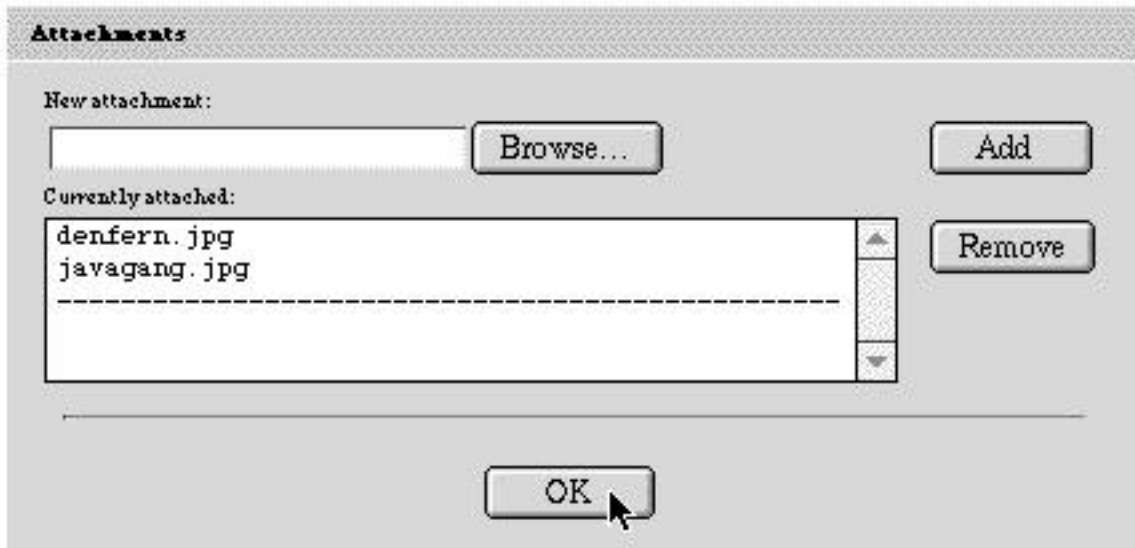 Attachments
New attachment:
Browse... Add
Currently attached:
denfern.jpg
javagang.jpg
Remove
-------------------------------------------------
OK